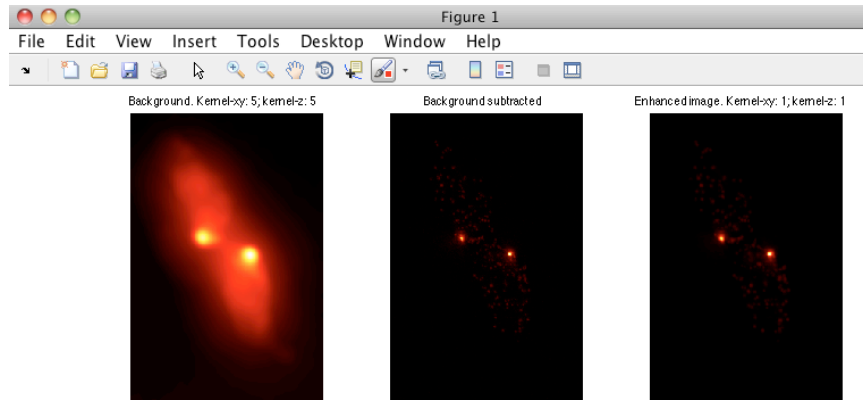 Figure 1
File Edit View Insert Tools Desktop Window Help
Background. Kernel-xy: 5; kernel-z: 5
Background subtracted
Enhanced image. Kernel-xy: 1; kernel-z: 1